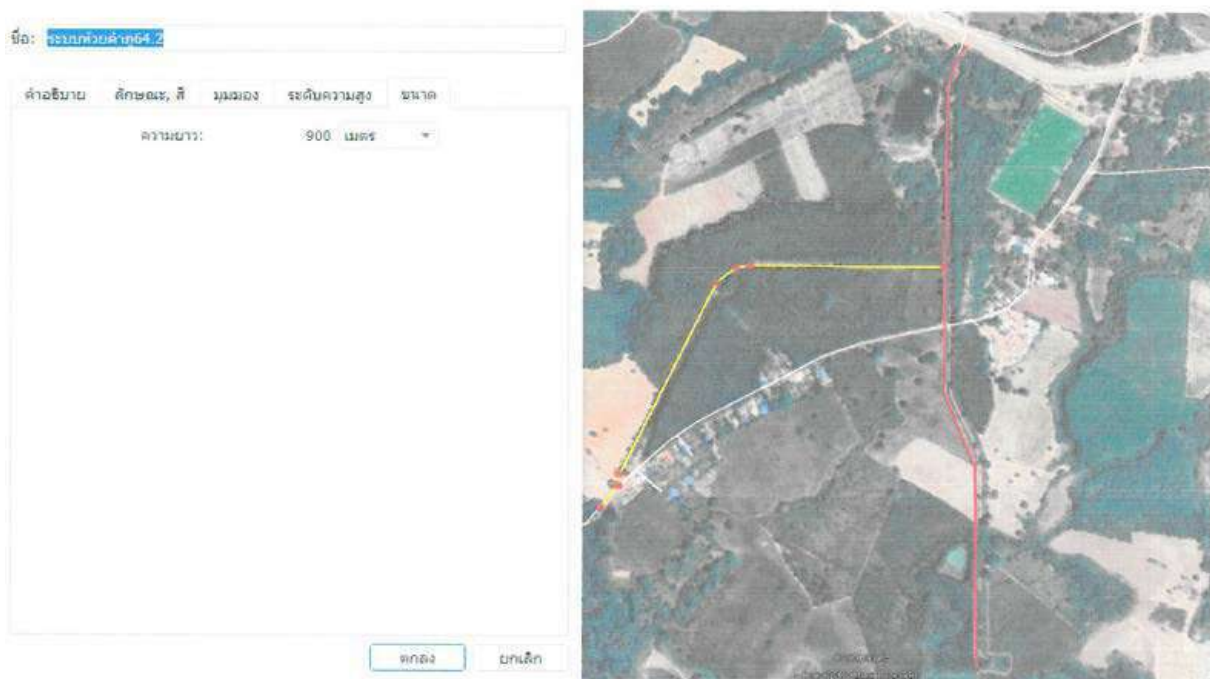 ชื่อ: ระบบห้วยคำภู64.2
คำอธิบาย ลักษณะ, สี มุมมอง ระดับความสูง ขนาด
ความยาว: 900 เมตร
ตกลง ยกเลิก